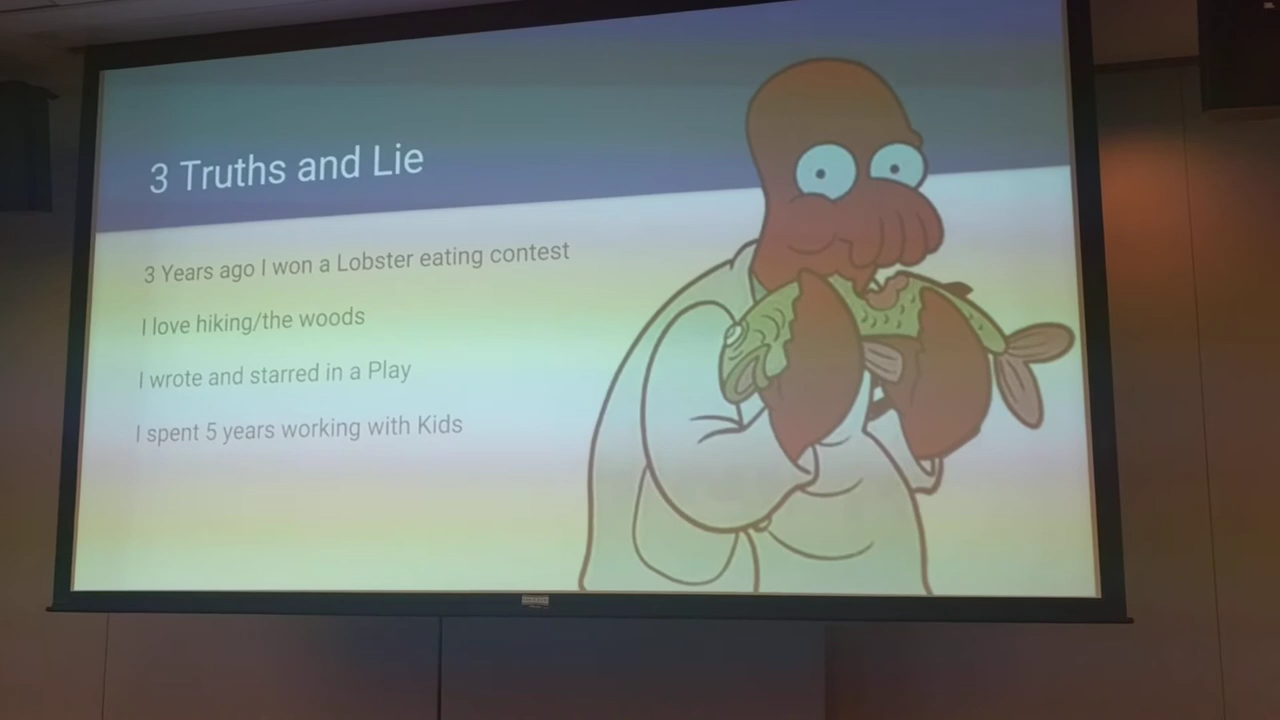 3 Truths and Lie
3 Years ago I won a Lobster eating contest
I love hiking/the woods
I wrote and starred in a Play
I spent 5 years working with Kids